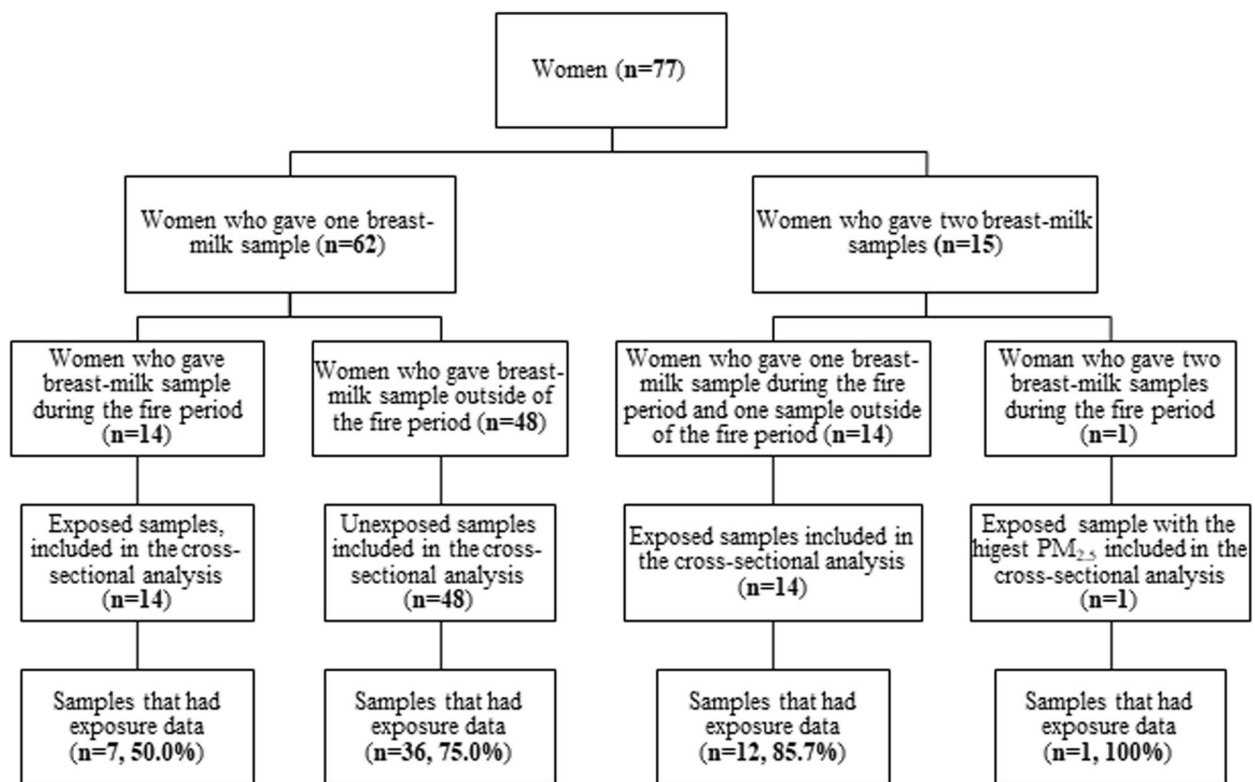 Women (n=77)
Women who gave one breast-
milk sample (n=62)
Women who gave two breast-milk
samples (n=15)
Women who gave
breast-milk sample
during the fire period
(n=14)
Women who gave breast-
milk sample outside of
the fire period (n=48)
Women who gave one breast-
milk sample during the fire
period and one sample outside
of the fire period (n=14)
Woman who gave two
breast-milk samples
during the fire period
(n=1)
Exposed samples,
included in the cross-
sectional analysis
(n=14)
Unexposed samples
included in the cross-
sectional analysis
(n=48)
Exposed samples included in
the cross-sectional analysis
(n=14)
Exposed sample with the
higest PM2.5 included in the
cross-sectional analysis
(n=1)
Samples that had
exposure data
(n=7, 50.0%)
Samples that had
exposure data
(n=36, 75.0%)
Samples that had
exposure data
(n=12, 85.7%)
Samples that had
exposure data
(n=1, 100%)